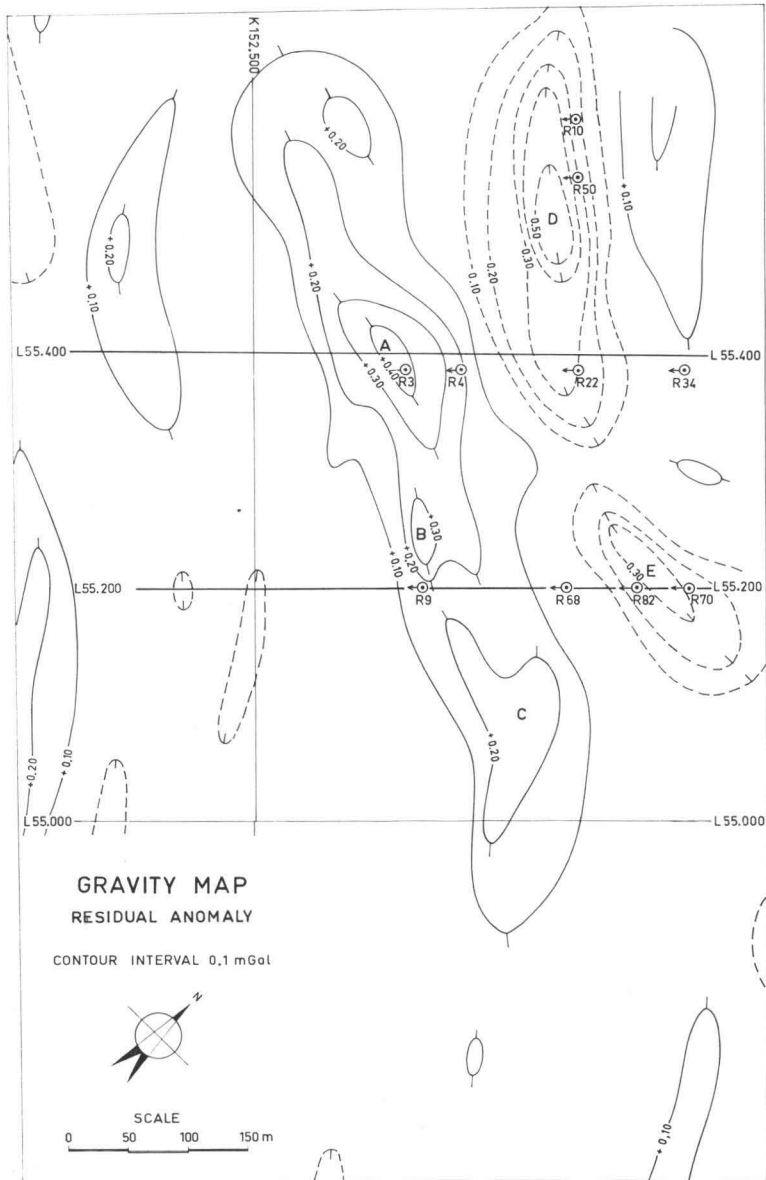 K152.500
+0,20
R10
R50
+0,10
D
-0,50
-0,30
-0,20
-0,10
+0,20
+0,10
+0,20
L55.400
A
+0,40
+0,30
R3
R4
R22
R34
L55.400
B
+0,30
+0,20
+0,10
E
-0,30
L55.200
R9
R68
R82
R70
L55.200
C
+0,20
+0,20
+0,10
L55.000
L55.000
GRAVITY MAP
RESIDUAL ANOMALY
CONTOUR INTERVAL 0,1 mGal
N
SCALE
0 50 100 150 m
+0,10